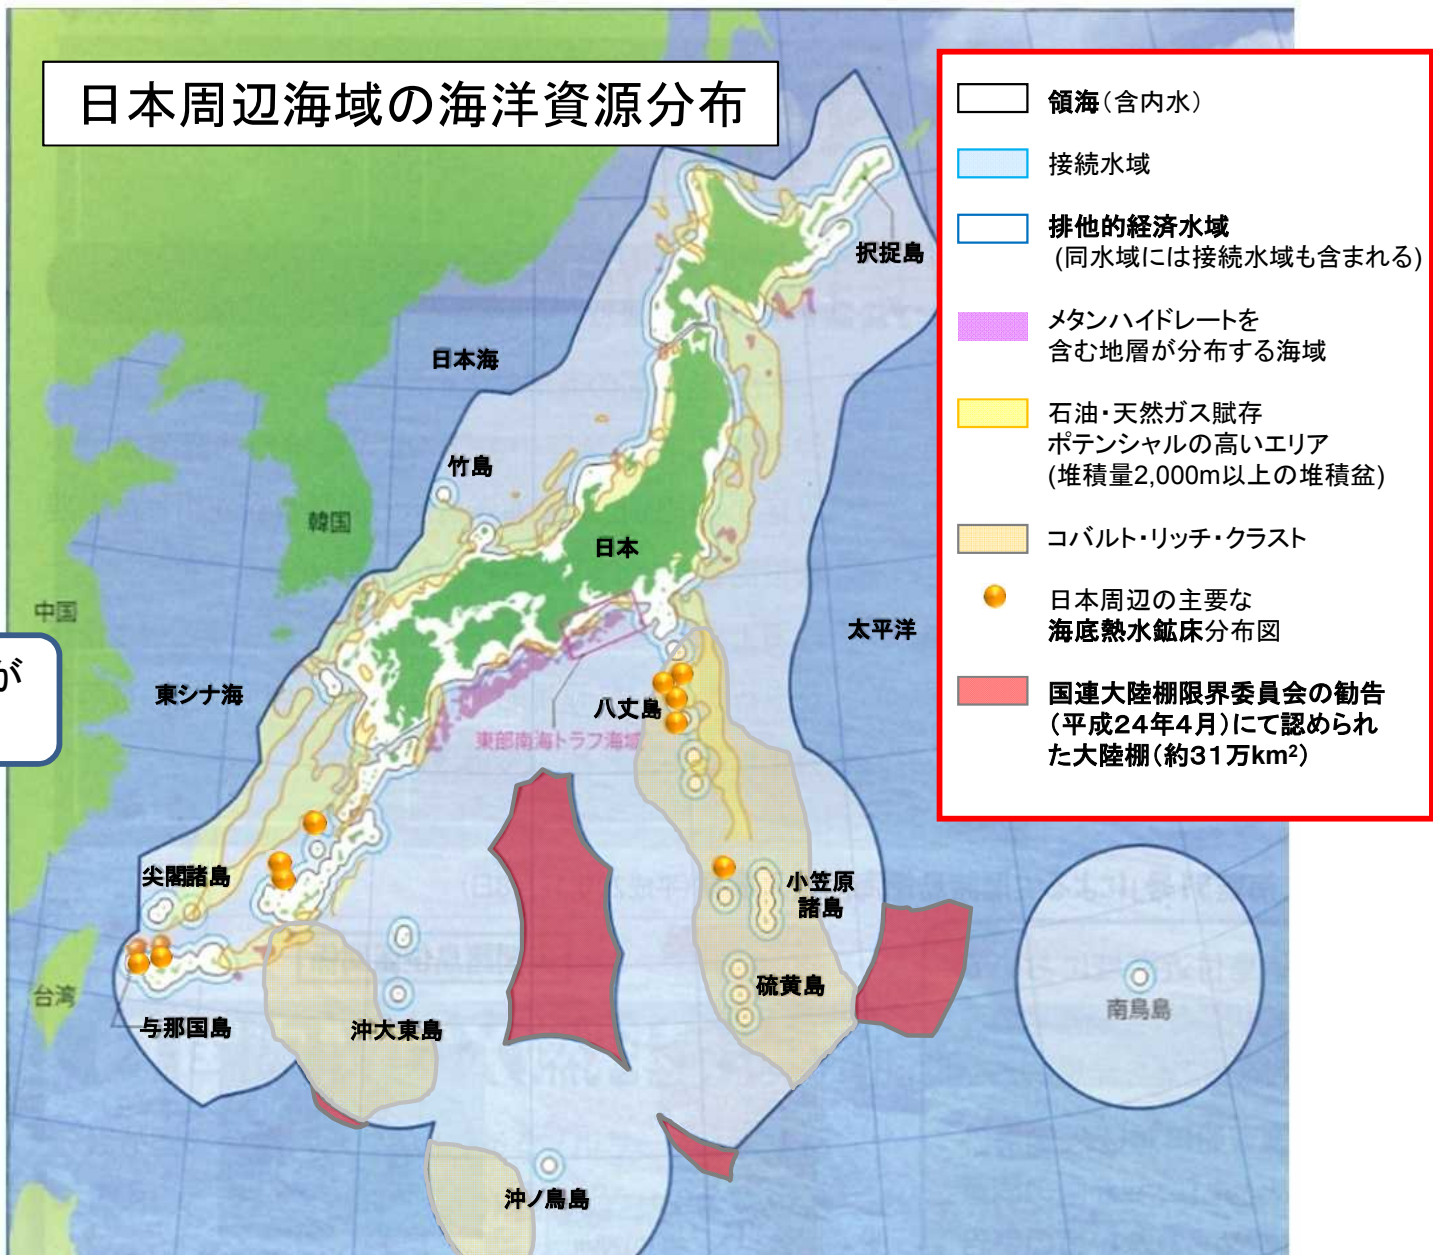 日本周辺海域の海洋資源分布
領海(含内水)
接続水域
排他的経済水域
(同水域には接続水域も含まれる)
メタンハイドレートを
含む地層が分布する海域
石油・天然ガス賦存
ポテンシャルの高いエリア
(堆積量2,000m以上の堆積盆)
コバルト・リッチ・クラスト
日本周辺の主要な
海底熱水鉱床分布図
国連大陸棚限界委員会の勧告
(平成24年4月)にて認められ
た大陸棚(約31万km²)
択捉島
日本海
竹島
韓国
日本
中国
太平洋
が
東シナ海
八丈島
東部南海トラフ海域
尖閣諸島
小笠原
諸島
硫黄島
台湾
与那国島
沖大東島
南鳥島
沖ノ鳥島